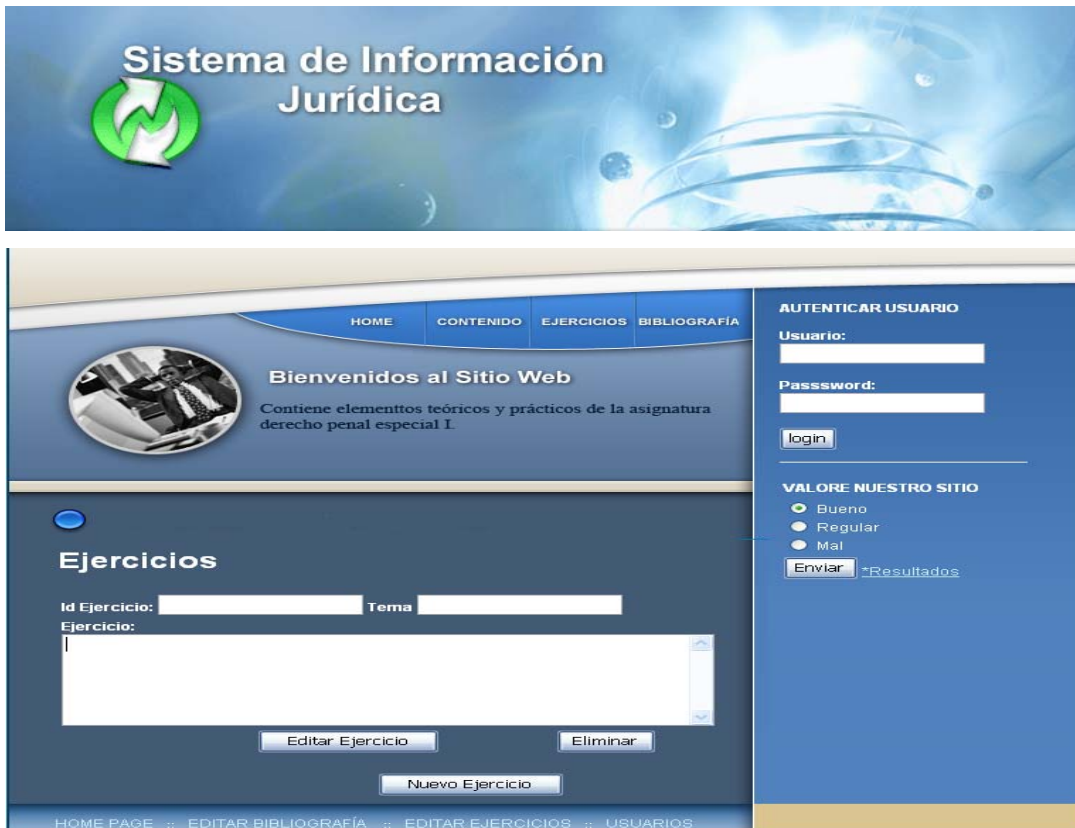 Sistema de Información
Jurídica
HOME CONTENIDO EJERCICIOS BIBLIOGRAFÍA
Bienvenidos al Sitio Web
Contiene elementtos teóricos y prácticos de la asignatura
derecho penal especial I.
AUTENTICAR USUARIO
Usuario:
Passsword:
login
VALORE NUESTRO SITIO
Bueno
Regular
Mal
Enviar *Resultados
Ejercicios
Id Ejercicio: Tema
Ejercicio:
Editar Ejercicio Eliminar
Nuevo Ejercicio
HOME PAGE :: EDITAR BIBLIOGRAFÍA :: EDITAR EJERCICIOS :: USUARIOS